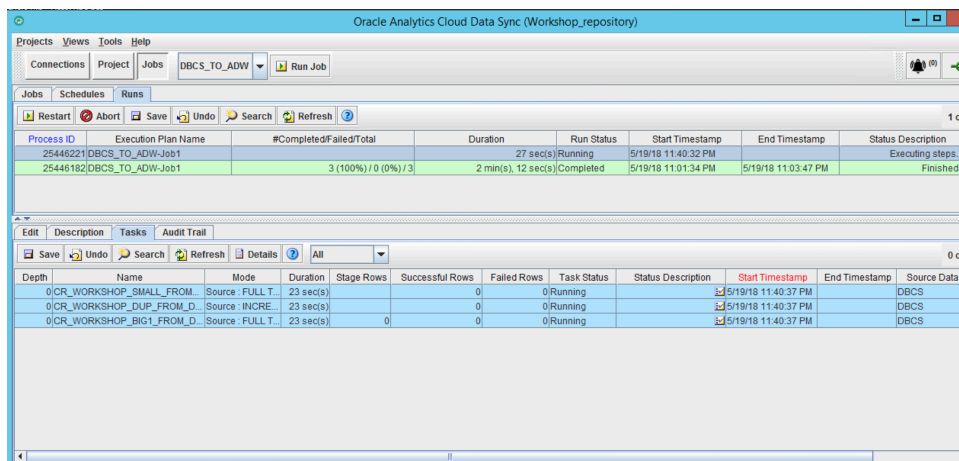 Oracle Analytics Cloud Data Sync (Workshop_repository)
Projects Views Tools Help
Connections Project Jobs DBCS_TO_ADW Run Job (0)
Jobs Schedules Runs
Restart Abort Save Undo Search Refresh ? 1 o
Process ID Execution Plan Name #Completed/Failed/Total Duration Run Status Start Timestamp End Timestamp Status Description
25446221 DBCS_TO_ADW-Job1 27 sec(s) Running 5/19/18 11:40:32 PM Executing steps.
25446182 DBCS_TO_ADW-Job1 3 (100%) / 0 (0%) / 3 2 min(s), 12 sec(s) Completed 5/19/18 11:01:34 PM 5/19/18 11:03:47 PM Finished
Edit Description Tasks Audit Trail
Save Undo Search Refresh Details ? All 0 o
Depth Name Mode Duration Stage Rows Successful Rows Failed Rows Task Status Status Description Start Timestamp End Timestamp Source Data
0 CR_WORKSHOP_SMALL_FROM... Source : FULL T... 23 sec(s) 0 0 Running 5/19/18 11:40:37 PM DBCS
0 CR_WORKSHOP_DUP_FROM_D... Source : INCRE... 23 sec(s) 0 0 Running 5/19/18 11:40:37 PM DBCS
0 CR_WORKSHOP_BIG1_FROM_D... Source : FULL T... 23 sec(s) 0 0 0 Running 5/19/18 11:40:37 PM DBCS